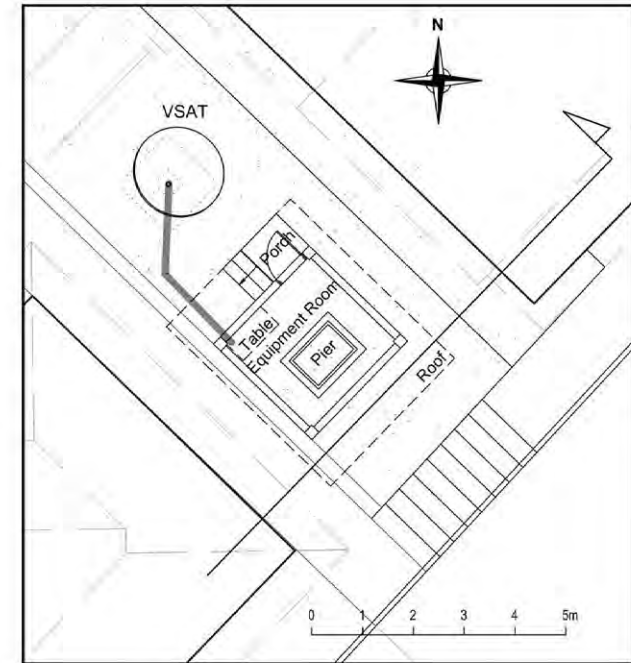 N
VSAT
Porch
Table
Equipment Room
Pier
Roof
0 1 2 3 4 5m